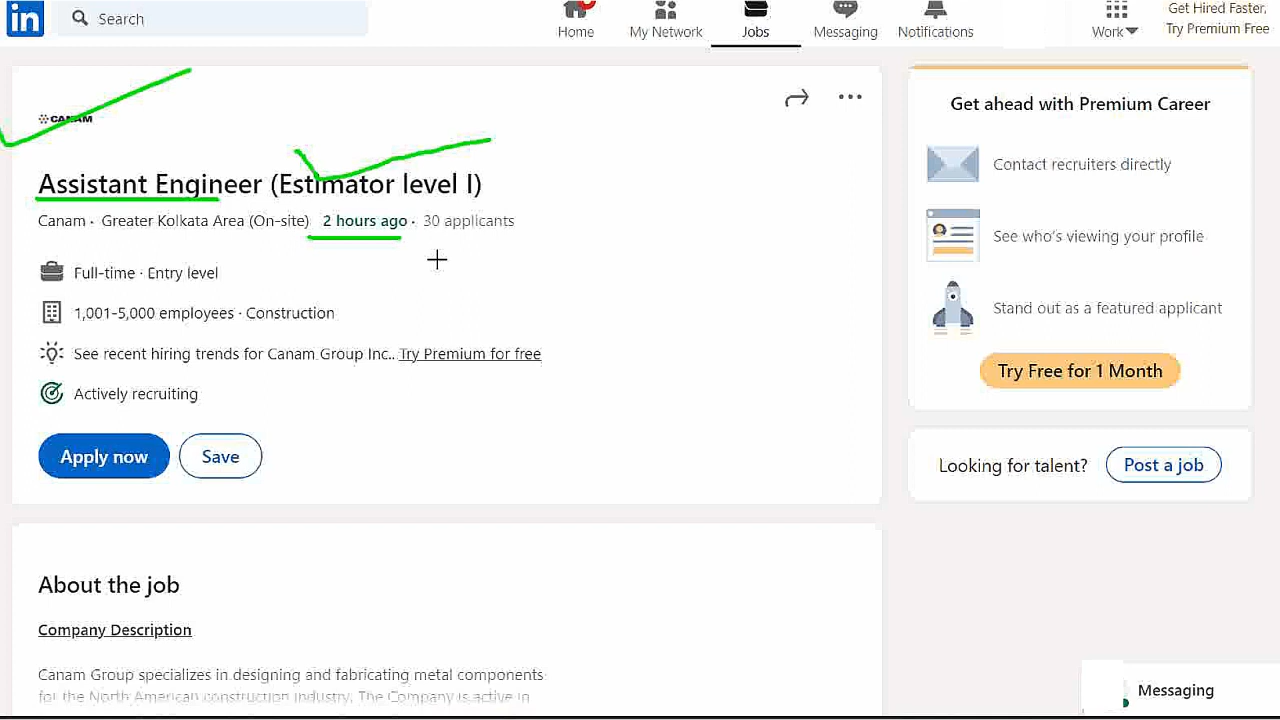 in
Search
Home
My Network
Jobs
Messaging
Notifications
Work
Get Hired Faster,
Try Premium Free
CANAM
Assistant Engineer (Estimator level I)
Canam · Greater Kolkata Area (On-site) 2 hours ago · 30 applicants
Full-time · Entry level
1,001-5,000 employees · Construction
See recent hiring trends for Canam Group Inc.. Try Premium for free
Actively recruiting
Apply now
Save
Get ahead with Premium Career
Contact recruiters directly
See who's viewing your profile
Stand out as a featured applicant
Try Free for 1 Month
Looking for talent?
Post a job
About the job
Company Description
Canam Group specializes in designing and fabricating metal components
for the North American construction industry. The Company is active in
Messaging